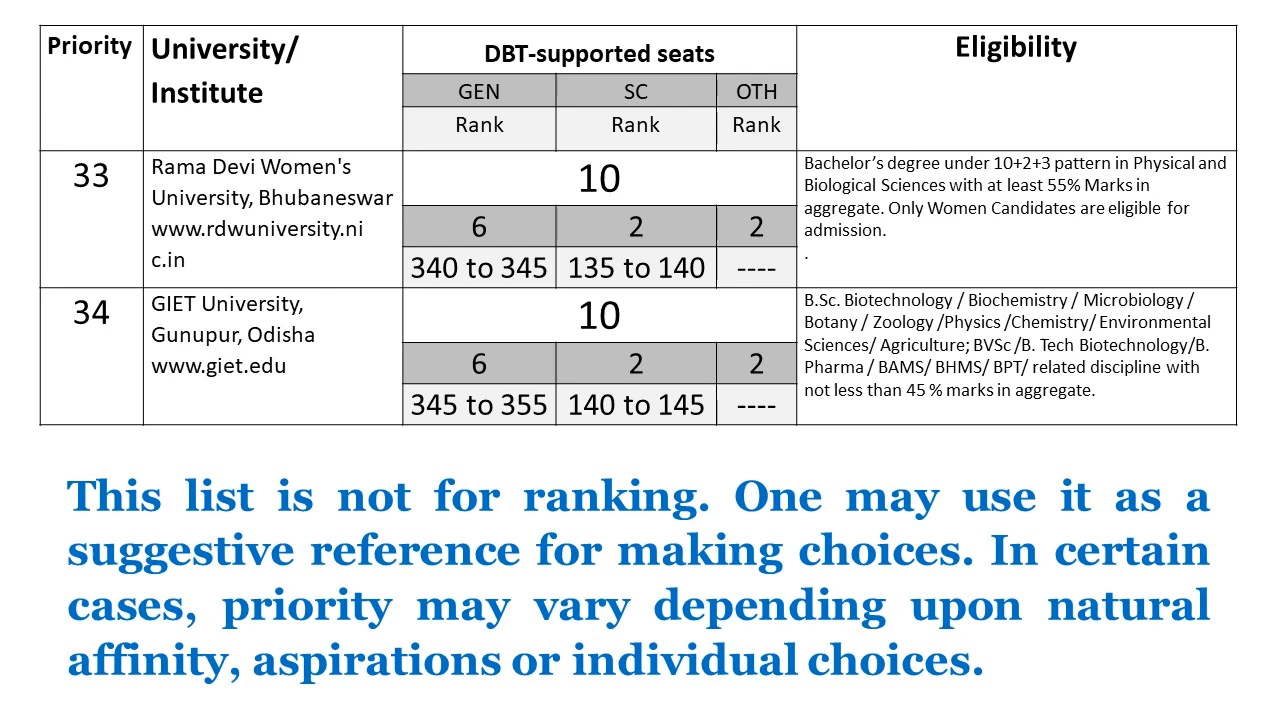 Priority
University/
Institute
DBT-supported seats
Eligibility
GEN SC OTH
Rank Rank Rank
33
Rama Devi Women's
University, Bhubaneswar
www.rdwuniversity.ni
c.in
10
6 2 2
340 to 345 135 to 140 ----
Bachelor’s degree under 10+2+3 pattern in Physical and
Biological Sciences with at least 55% Marks in
aggregate. Only Women Candidates are eligible for
admission.
.
34
GIET University,
Gunupur, Odisha
www.giet.edu
10
6 2 2
345 to 355 140 to 145 ----
B.Sc. Biotechnology / Biochemistry / Microbiology /
Botany / Zoology /Physics /Chemistry/ Environmental
Sciences/ Agriculture; BVSc /B. Tech Biotechnology/B.
Pharma / BAMS/ BHMS/ BPT/ related discipline with
not less than 45 % marks in aggregate.
This list is not for ranking. One may use it as a
suggestive reference for making choices. In certain
cases, priority may vary depending upon natural
affinity, aspirations or individual choices.